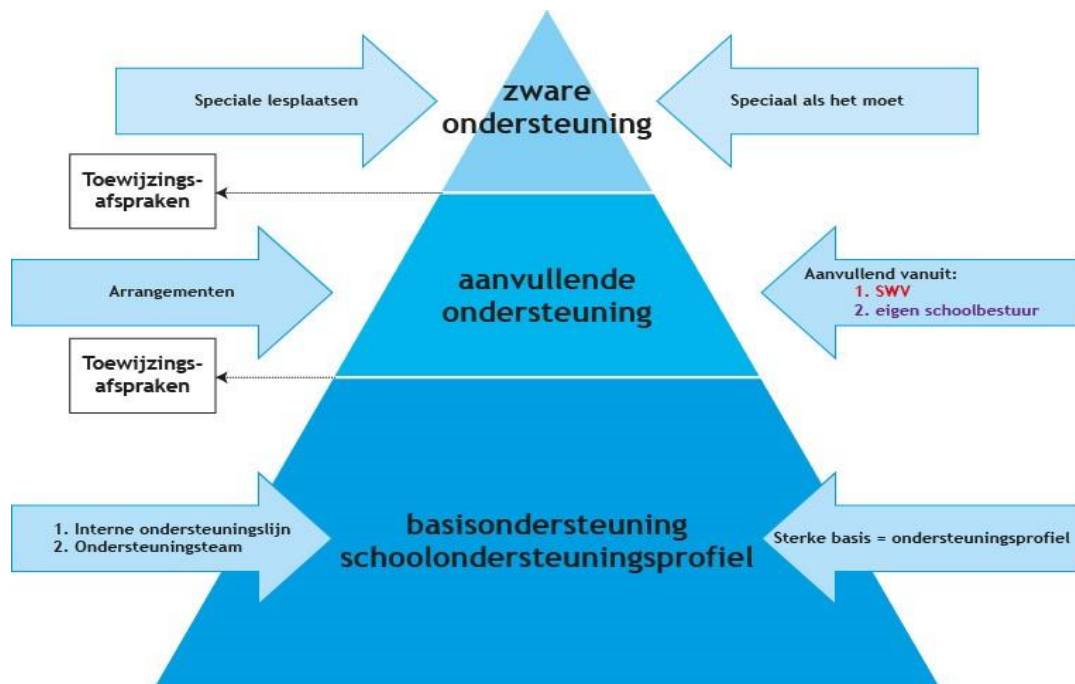 zware
ondersteuning
Speciale lesplaatsen
Speciaal als het moet
Toewijzings-
afspraken
aanvullende
ondersteuning
Arrangementen
Aanvullend vanuit:
1. SWV
2. eigen schoolbestuur
Toewijzings-
afspraken
basisondersteuning
schoolondersteuningsprofiel
1. Interne ondersteuningslijn
2. Ondersteuningsteam
Sterke basis = ondersteuningsprofiel